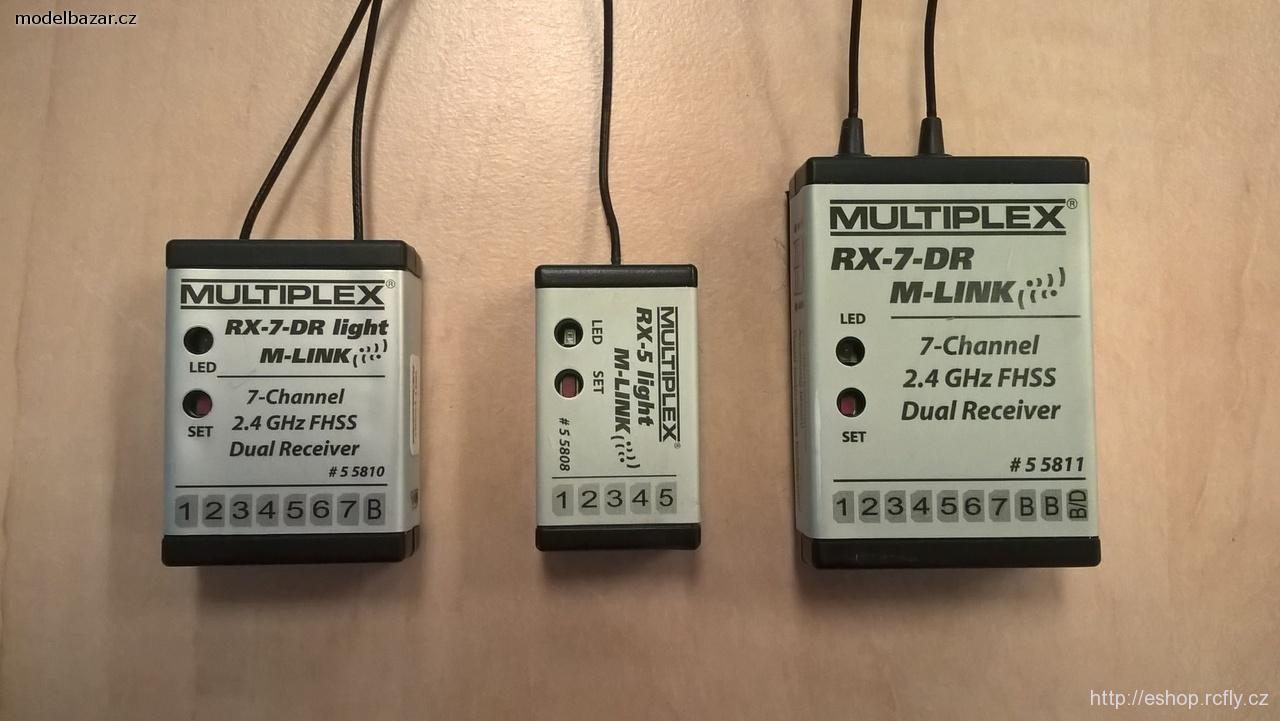 modelbazar.cz
MULTIPLEX®
RX-7-DR light
M-LINK
LED
SET
7-Channel
2.4 GHz FHSS
Dual Receiver
# 5 5810
1 2 3 4 5 6 7 B
MULTIPLEX®
RX-5 light
M-LINK
LED
SET
# 5 5808
1 2 3 4 5
MULTIPLEX®
RX-7-DR
M-LINK
LED
SET
7-Channel
2.4 GHz FHSS
Dual Receiver
# 5 5811
1 2 3 4 5 6 7 B B B/D
http://eshop.rcfly.cz